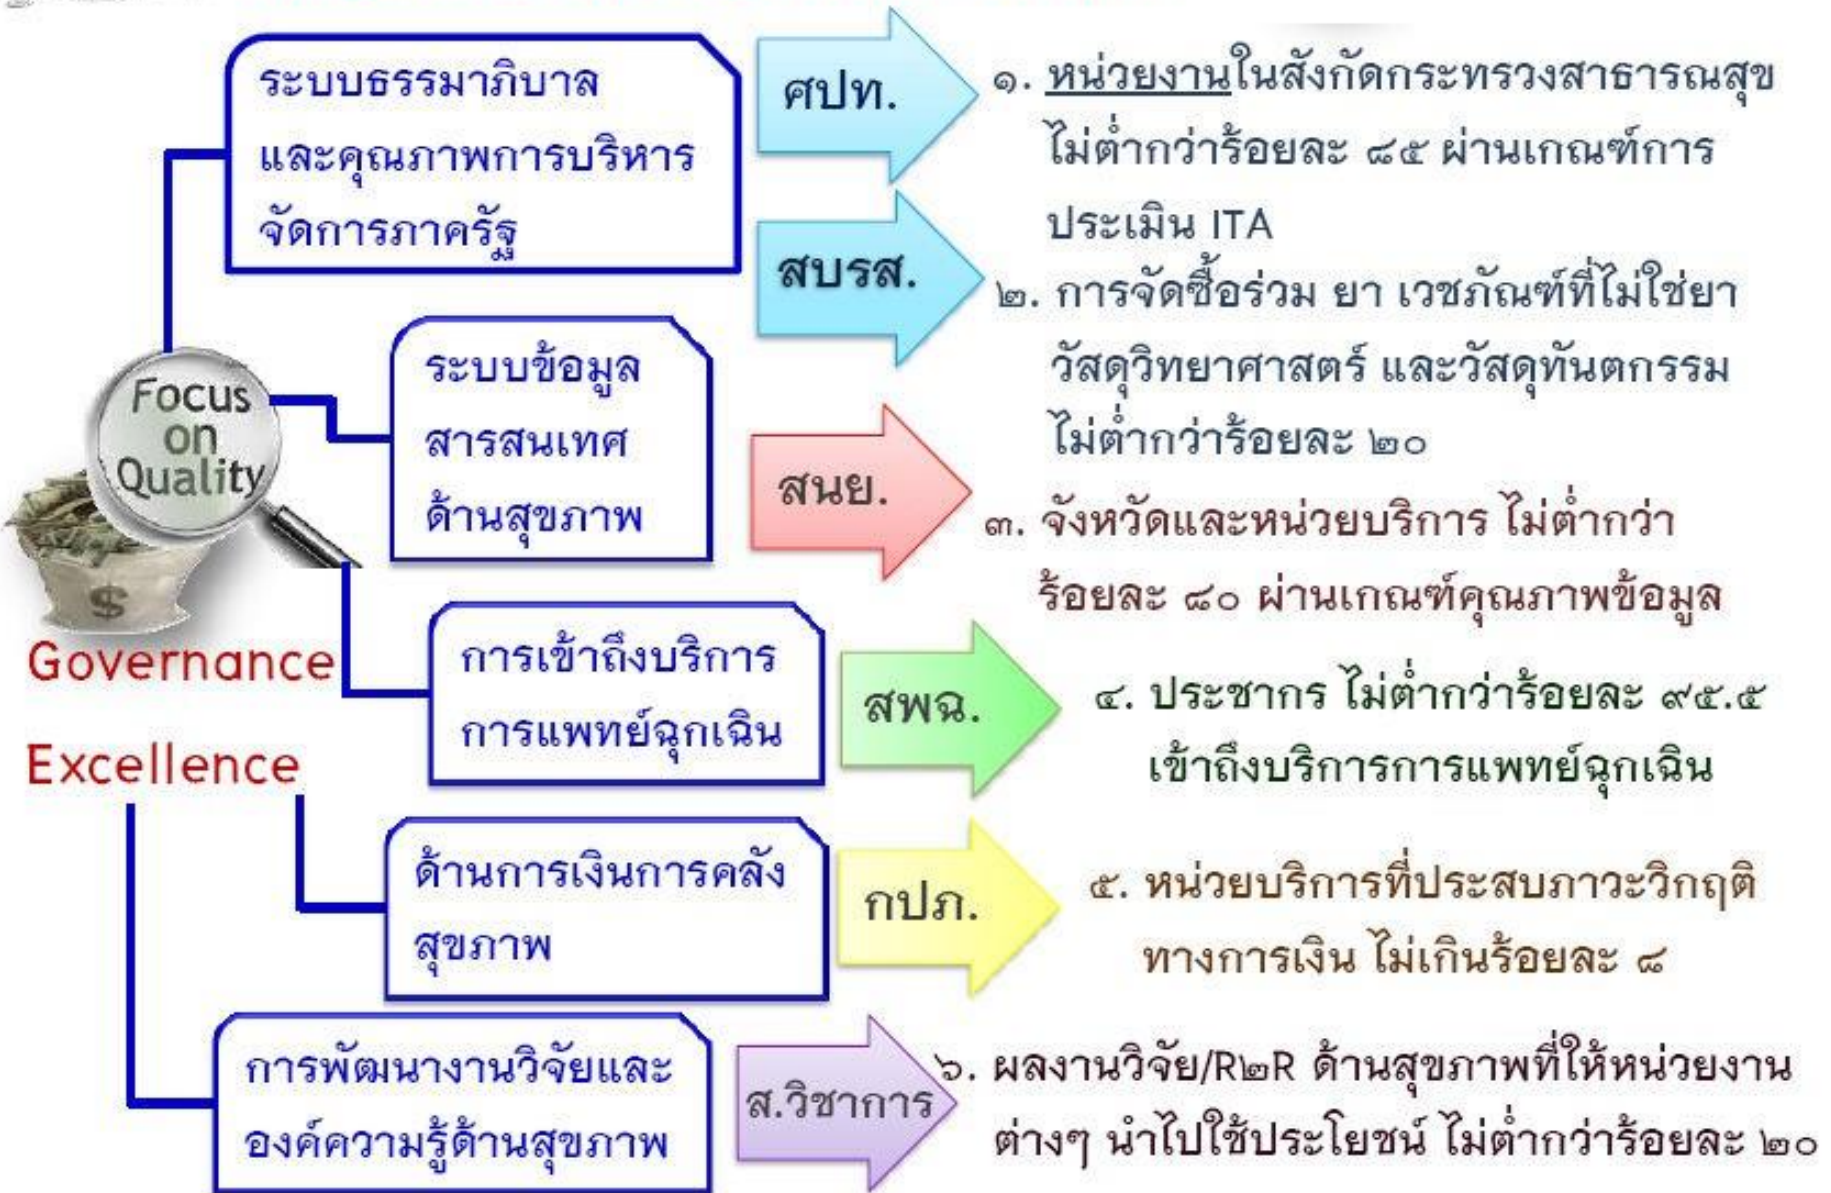 ระบบธรรมาภิบาล
และคุณภาพการบริหาร
จัดการภาครัฐ
ศปท.
๑. หน่วยงานในสังกัดกระทรวงสาธารณสุข
ไม่ต่ำกว่าร้อยละ ๘๕ ผ่านเกณฑ์การ
ประเมิน ITA
สบรส.
๒. การจัดซื้อร่วม ยา เวชภัณฑ์ที่ไม่ใช่ยา
วัสดุวิทยาศาสตร์ และวัสดุทันตกรรม
ไม่ต่ำกว่าร้อยละ ๒๐
Focus
on
Quality
$
ระบบข้อมูล
สารสนเทศ
ด้านสุขภาพ
สนย.
๓. จังหวัดและหน่วยบริการ ไม่ต่ำกว่า
ร้อยละ ๘๐ ผ่านเกณฑ์คุณภาพข้อมูล
Governance
การเข้าถึงบริการ
การแพทย์ฉุกเฉิน
สพฉ.
๔. ประชากร ไม่ต่ำกว่าร้อยละ ๙๕.๕
เข้าถึงบริการการแพทย์ฉุกเฉิน
Excellence
ด้านการเงินการคลัง
สุขภาพ
กปภ.
๕. หน่วยบริการที่ประสบภาวะวิกฤติ
ทางการเงิน ไม่เกินร้อยละ ๘
การพัฒนางานวิจัยและ
องค์ความรู้ด้านสุขภาพ
ส.วิชาการ
๖. ผลงานวิจัย/R๒R ด้านสุขภาพที่ให้หน่วยงาน
ต่างๆ นำไปใช้ประโยชน์ ไม่ต่ำกว่าร้อยละ ๒๐